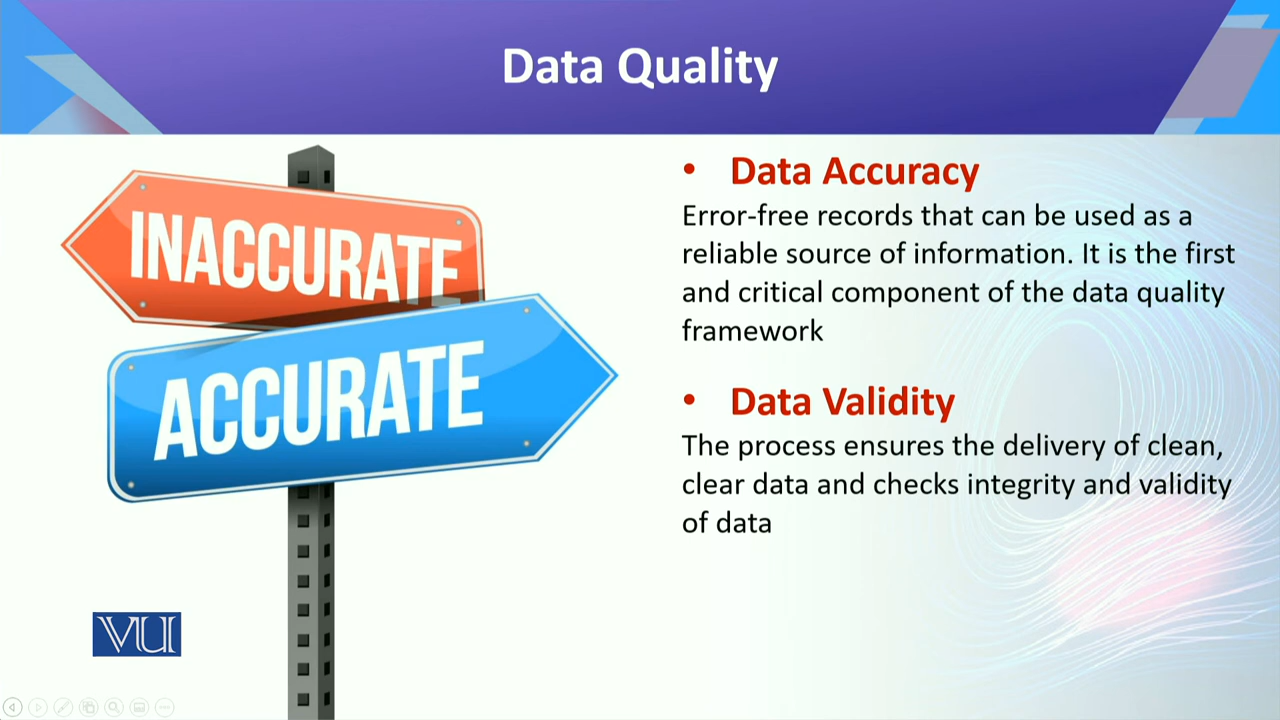 Data Quality
INACCURATE
ACCURATE
• Data Accuracy
Error-free records that can be used as a
reliable source of information. It is the first
and critical component of the data quality
framework
• Data Validity
The process ensures the delivery of clean,
clear data and checks integrity and validity
of data
VU